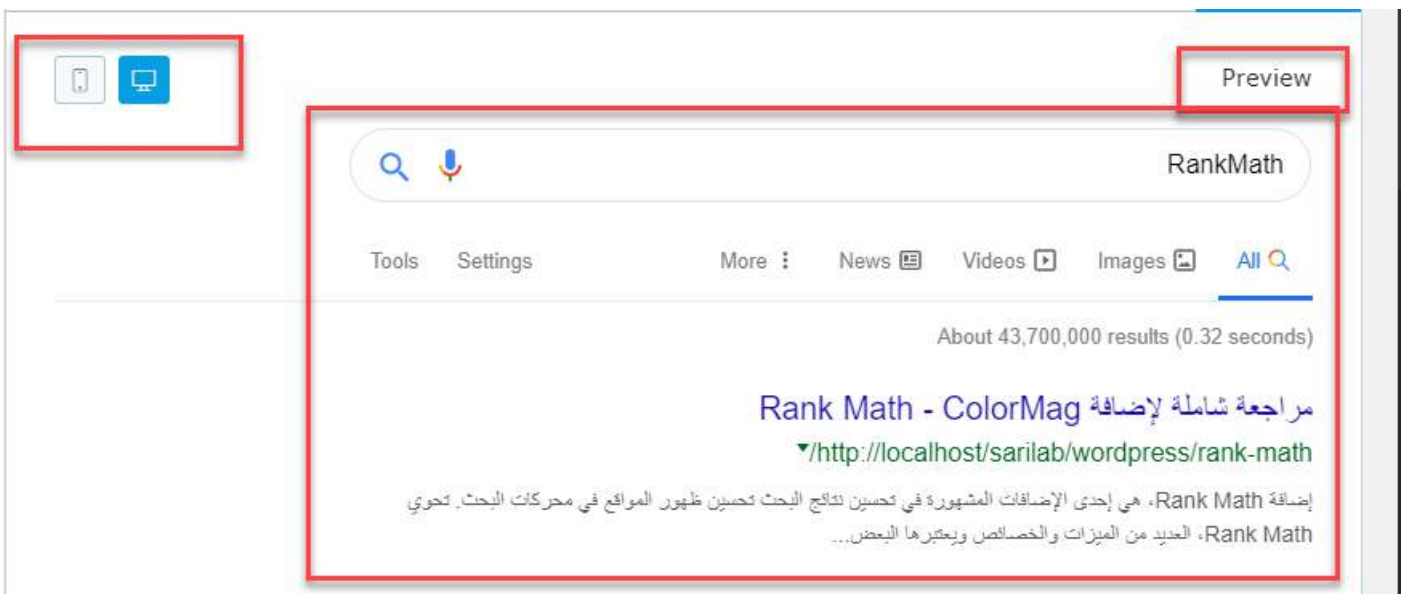 Preview
RankMath
All Images Videos News More Settings Tools
About 43,700,000 results (0.32 seconds)
مراجعة شاملة لإضافة Rank Math - ColorMag
http://localhost/sarilab/wordpress/rank-math/
إضافة Rank Math، هي إحدى الإضافات المشهورة في تحسين نتائج البحث تحسين ظهور المواقع في محركات البحث. تحوي
Rank Math، العديد من الميزات والخصائص ويعتبرها البعض...